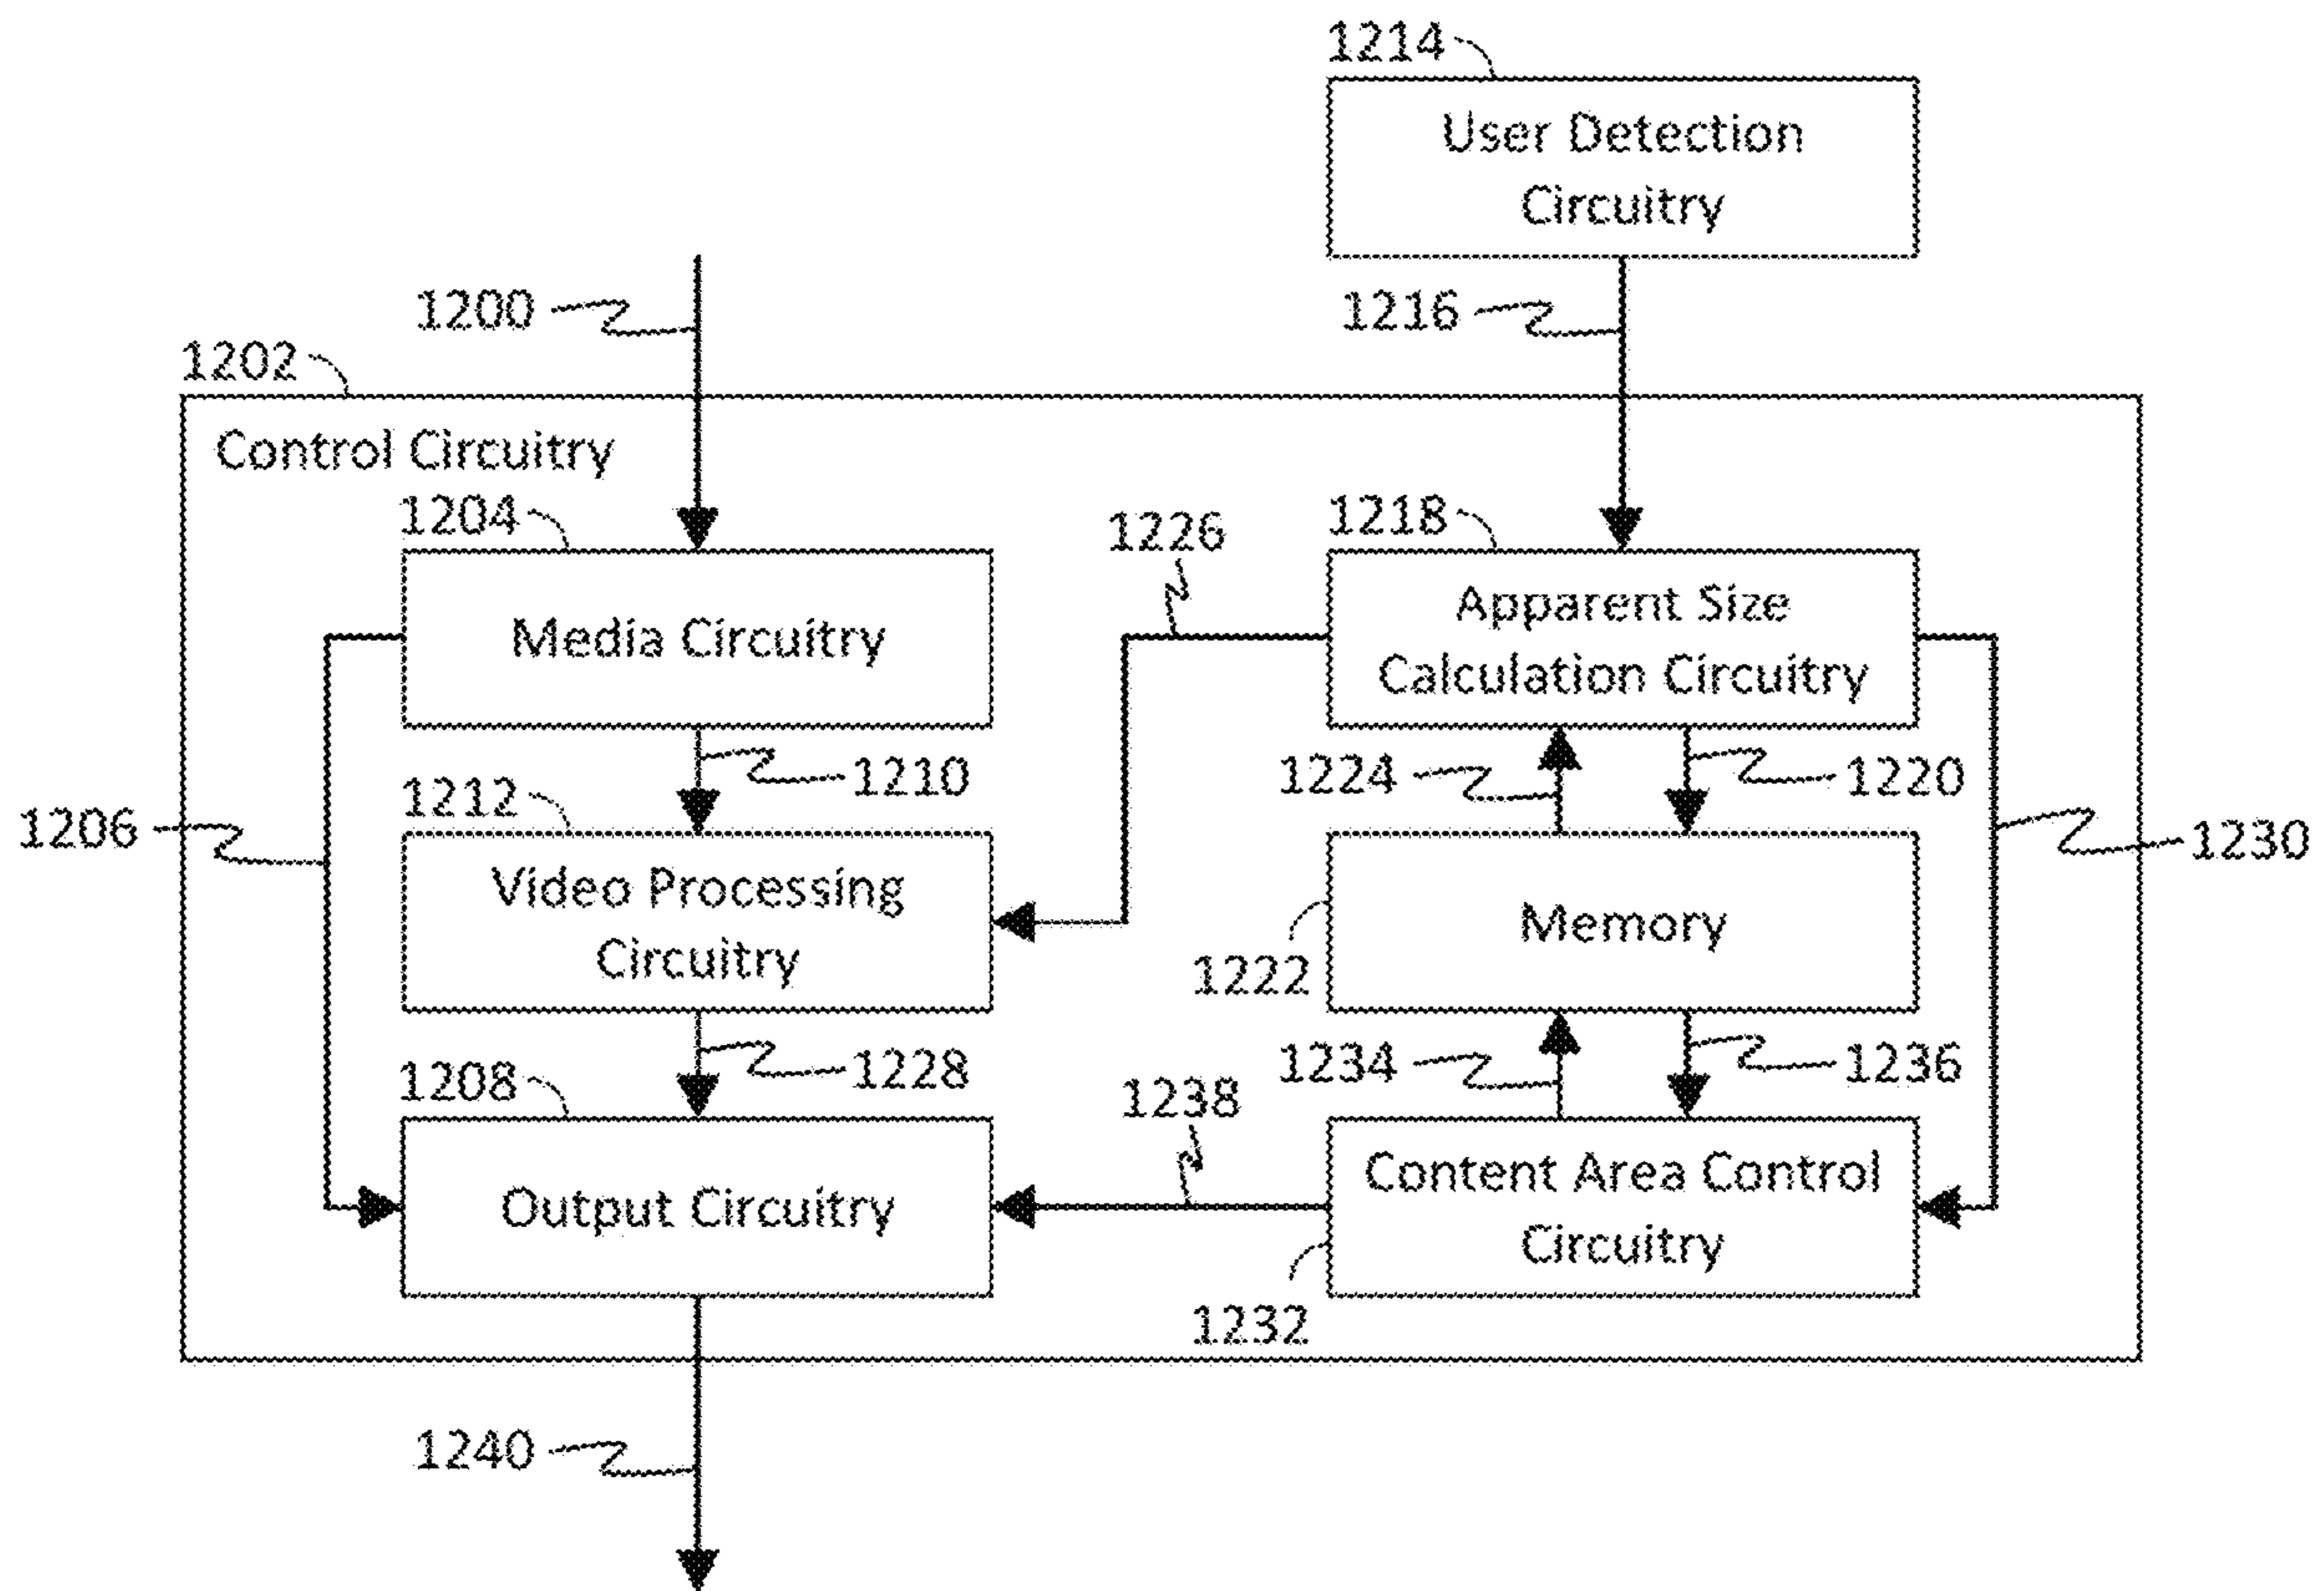 1214
User Detection
Circuitry
1200
1216
1202
Control Circuitry
1204
1226
1218
Media Circuitry
Apparent Size
Calculation Circuitry
1210
1224
1220
1212
1206
1230
Video Processing
Circuitry
Memory
1222
1228
1234
1236
1208
1238
Output Circuitry
Content Area Control
Circuitry
1232
1240